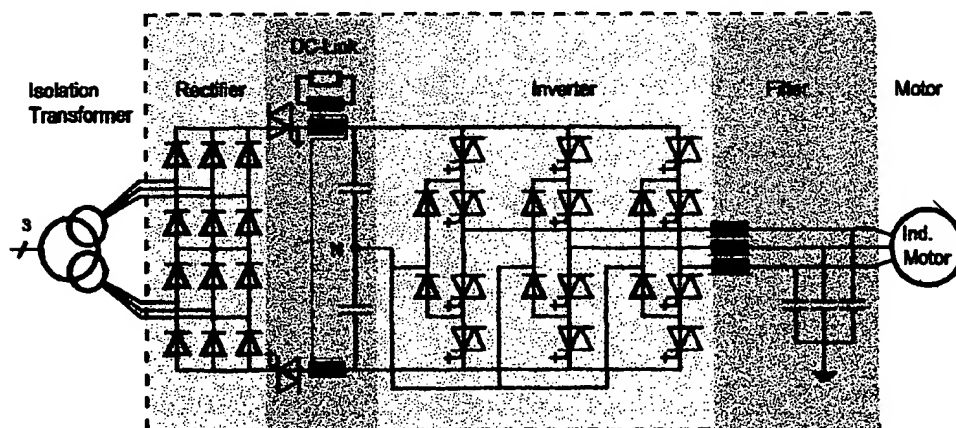 DC-Link
Isolation
Transformer
Rectifier
Inverter
Filter
Motor
3
N
Ind.
Motor